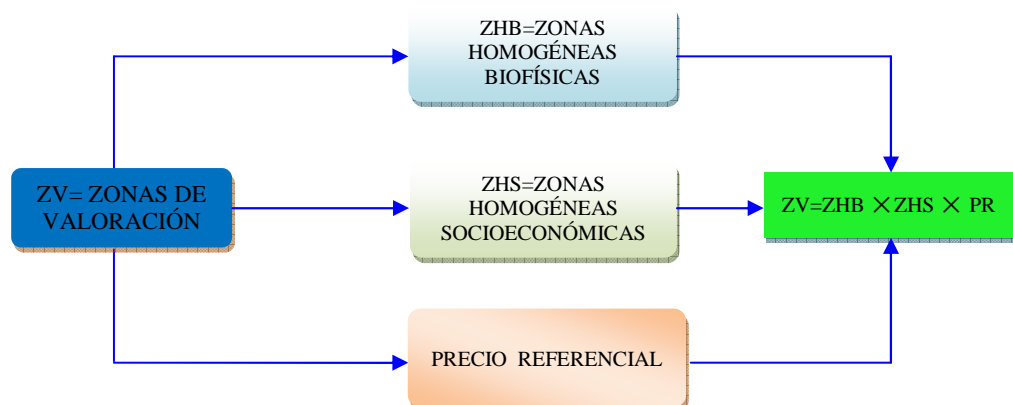 ZHB=ZONAS
HOMOGÉNEAS
BIOFÍSICAS
ZV= ZONAS DE
VALORACIÓN
ZHS=ZONAS
HOMOGÉNEAS
SOCIOECONÓMICAS
ZV=ZHB × ZHS × PR
PRECIO REFERENCIAL